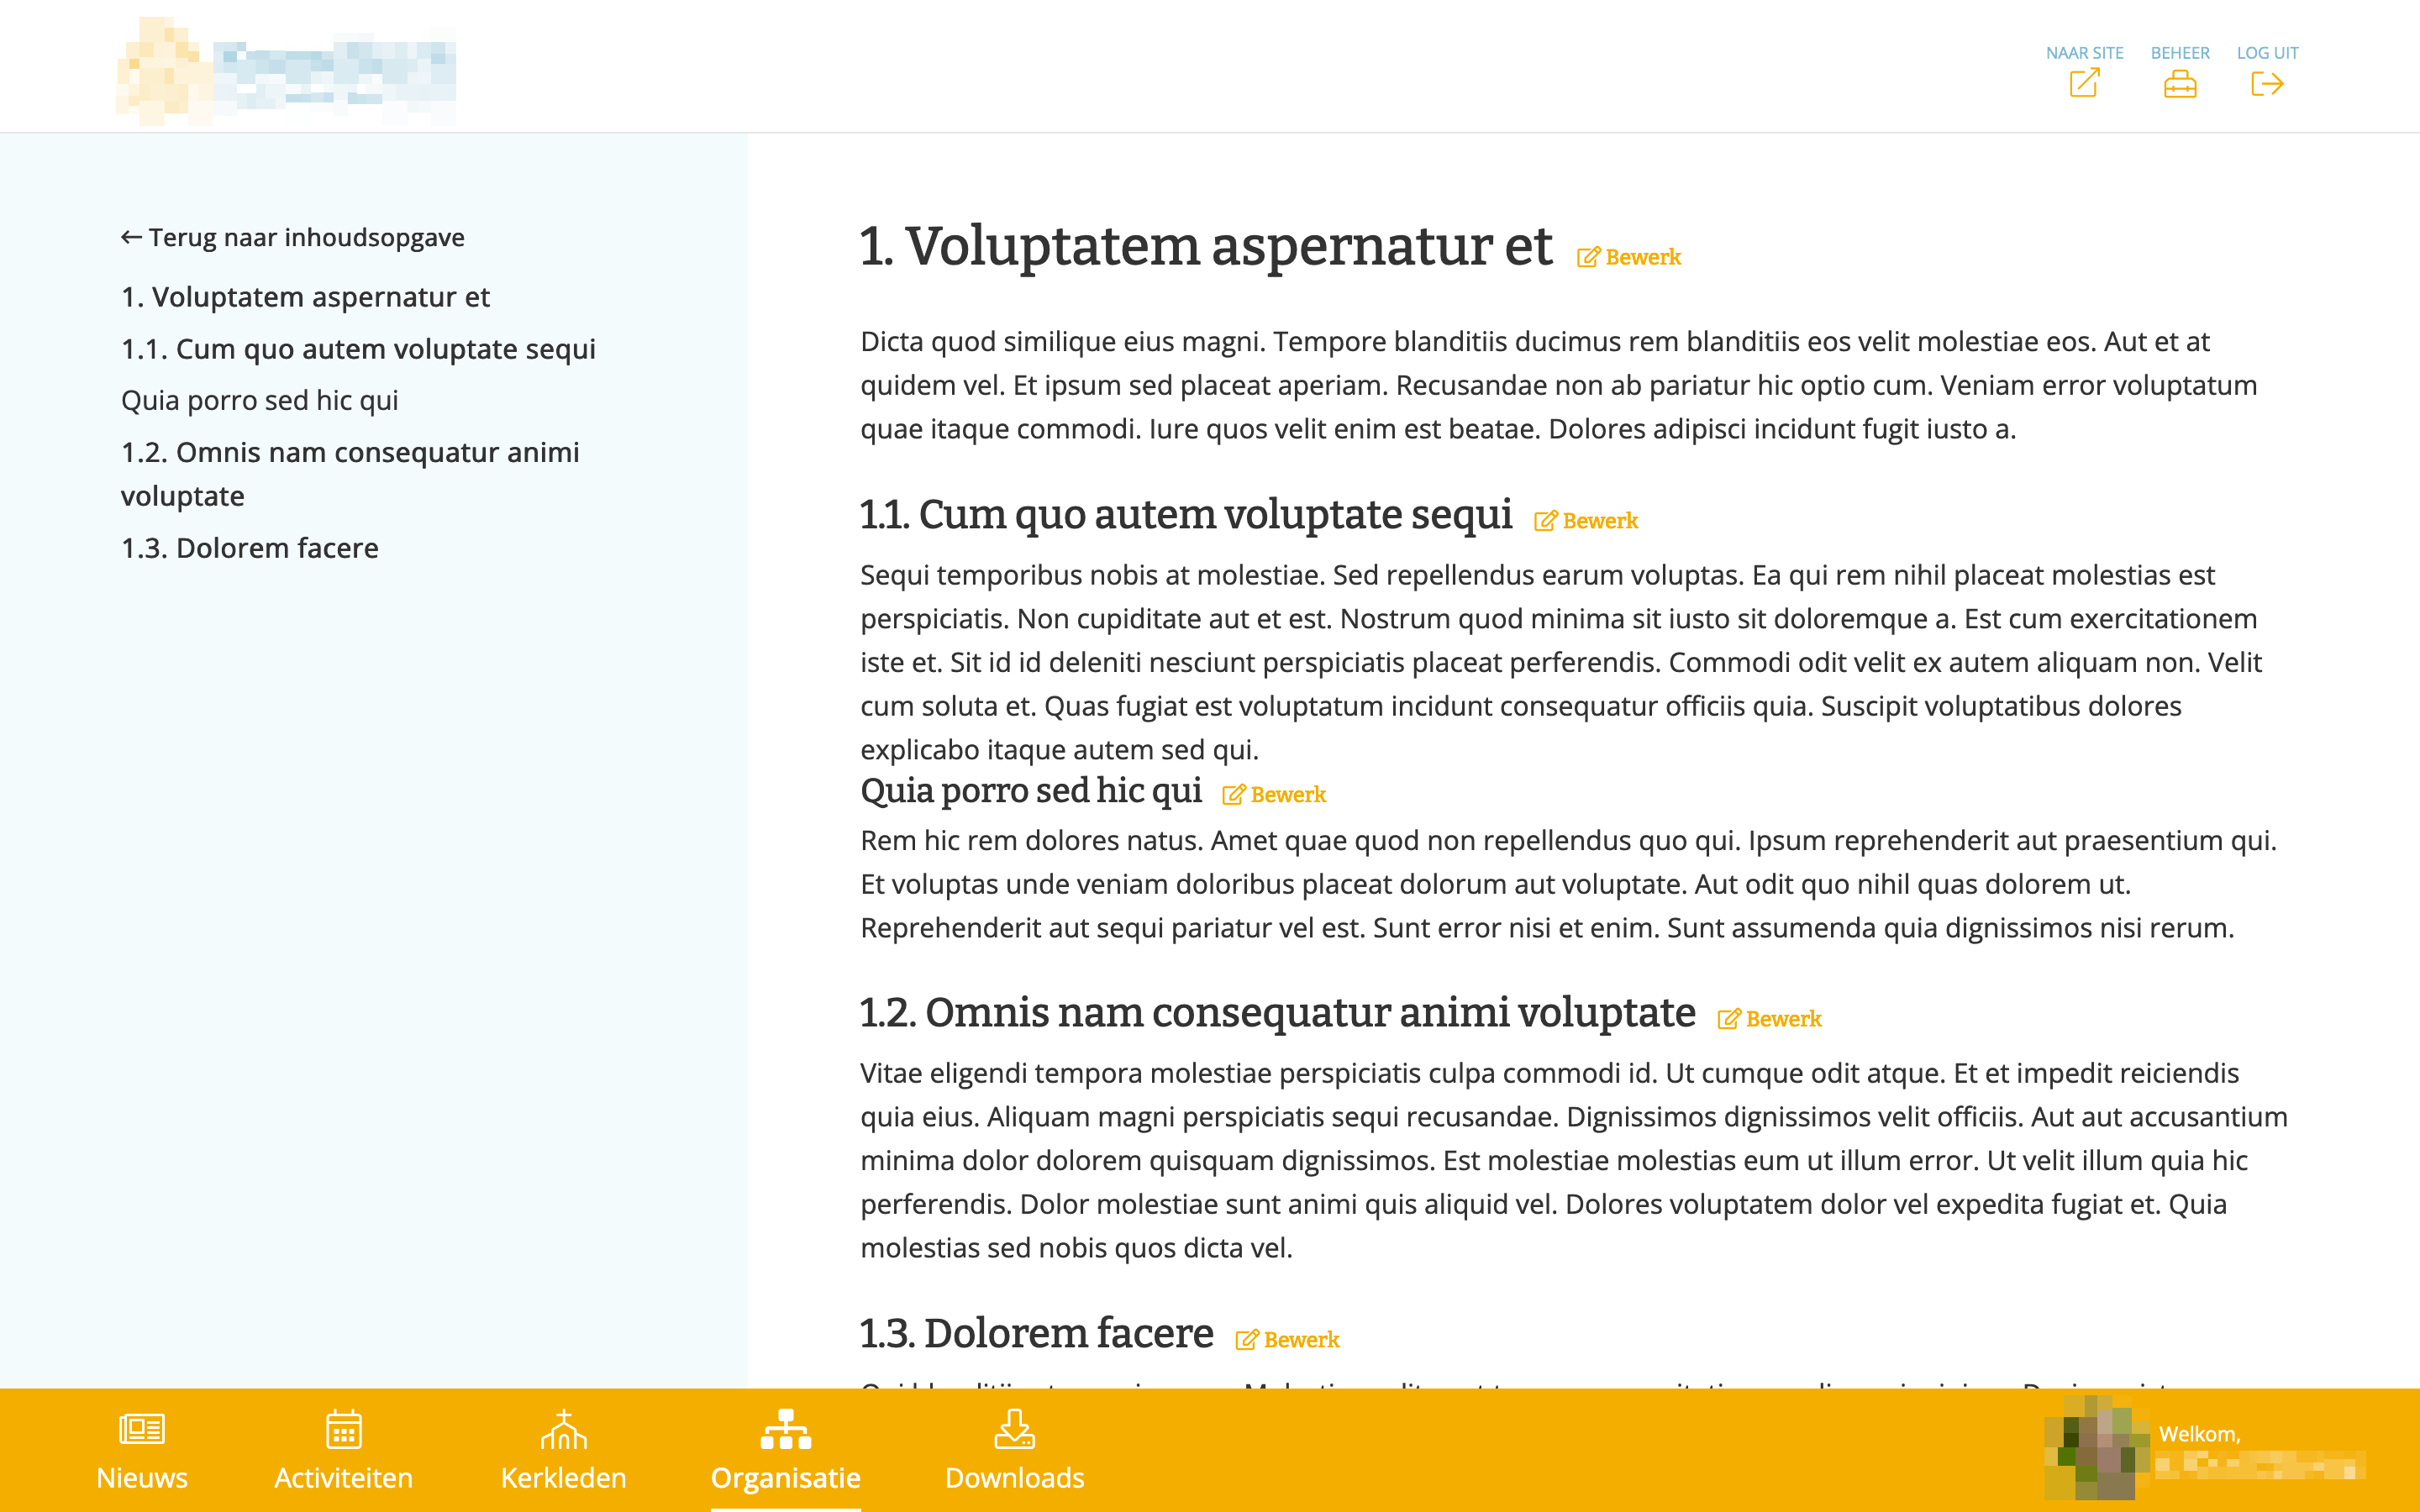 NAAR SITE
BEHEER
LOG UIT
Terug naar inhoudsopgave
1. Voluptatem aspernatur et
1.1. Cum quo autem voluptate sequi
Quia porro sed hic qui
1.2. Omnis nam consequatur animi
voluptate
1.3. Dolorem facere
1. Voluptatem aspernatur et Bewerk
Dicta quod similique eius magni. Tempore blanditiis ducimus rem blanditiis eos velit molestiae eos. Aut et at
quidem vel. Et ipsum sed placeat aperiam. Recusandae non ab pariatur hic optio cum. Veniam error voluptatum
quae itaque commodi. Iure quos velit enim est beatae. Dolores adipisci incidunt fugit iusto a.
1.1. Cum quo autem voluptate sequi Bewerk
Sequi temporibus nobis at molestiae. Sed repellendus earum voluptas. Ea qui rem nihil placeat molestias est
perspiciatis. Non cupiditate aut et est. Nostrum quod minima sit iusto sit doloremque a. Est cum exercitationem
iste et. Sit id id deleniti nesciunt perspiciatis placeat perferendis. Commodi odit velit ex autem aliquam non. Velit
cum soluta et. Quas fugiat est voluptatum incidunt consequatur officiis quia. Suscipit voluptatibus dolores
explicabo itaque autem sed qui.
Quia porro sed hic qui Bewerk
Rem hic rem dolores natus. Amet quae quod non repellendus quo qui. Ipsum reprehenderit aut praesentium qui.
Et voluptas unde veniam doloribus placeat dolorum aut voluptate. Aut odit quo nihil quas dolorem ut.
Reprehenderit aut sequi pariatur vel est. Sunt error nisi et enim. Sunt assumenda quia dignissimos nisi rerum.
1.2. Omnis nam consequatur animi voluptate Bewerk
Vitae eligendi tempora molestiae perspiciatis culpa commodi id. Ut cumque odit atque. Et et impedit reiciendis
quia eius. Aliquam magni perspiciatis sequi recusandae. Dignissimos dignissimos velit officiis. Aut aut accusantium
minima dolor dolorem quisquam dignissimos. Est molestiae molestias eum ut illum error. Ut velit illum quia hic
perferendis. Dolor molestiae sunt animi quis aliquid vel. Dolores voluptatem dolor vel expedita fugiat et. Quia
molestias sed nobis quos dicta vel.
1.3. Dolorem facere Bewerk
Nieuws
Activiteiten
Kerkleden
Organisatie
Downloads
Welkom,